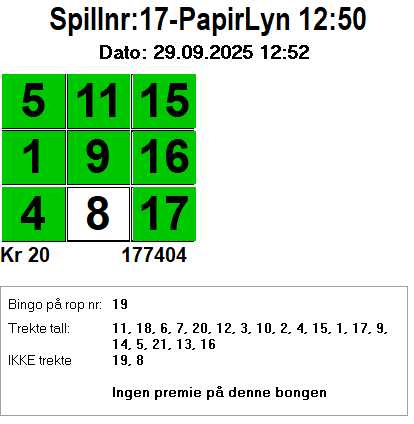 Spillnr:17-PapirLyn 12:50
Dato: 29.09.2025 12:52
5 11 15
1 9 16
4 8 17
Kr 20 177404
Bingo på rop nr: 19
Trekte tall: 11, 18, 6, 7, 20, 12, 3, 10, 2, 4, 15, 1, 17, 9,
14, 5, 21, 13, 16
IKKE trekte 19, 8
Ingen premie på denne bongen